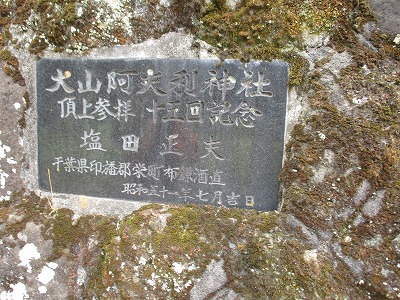 大山阿夫利神社
頂上参拝 十五回記念
塩田正夫
千葉県印旛郡栄町布鎌酒直
昭和五十一年七月吉日